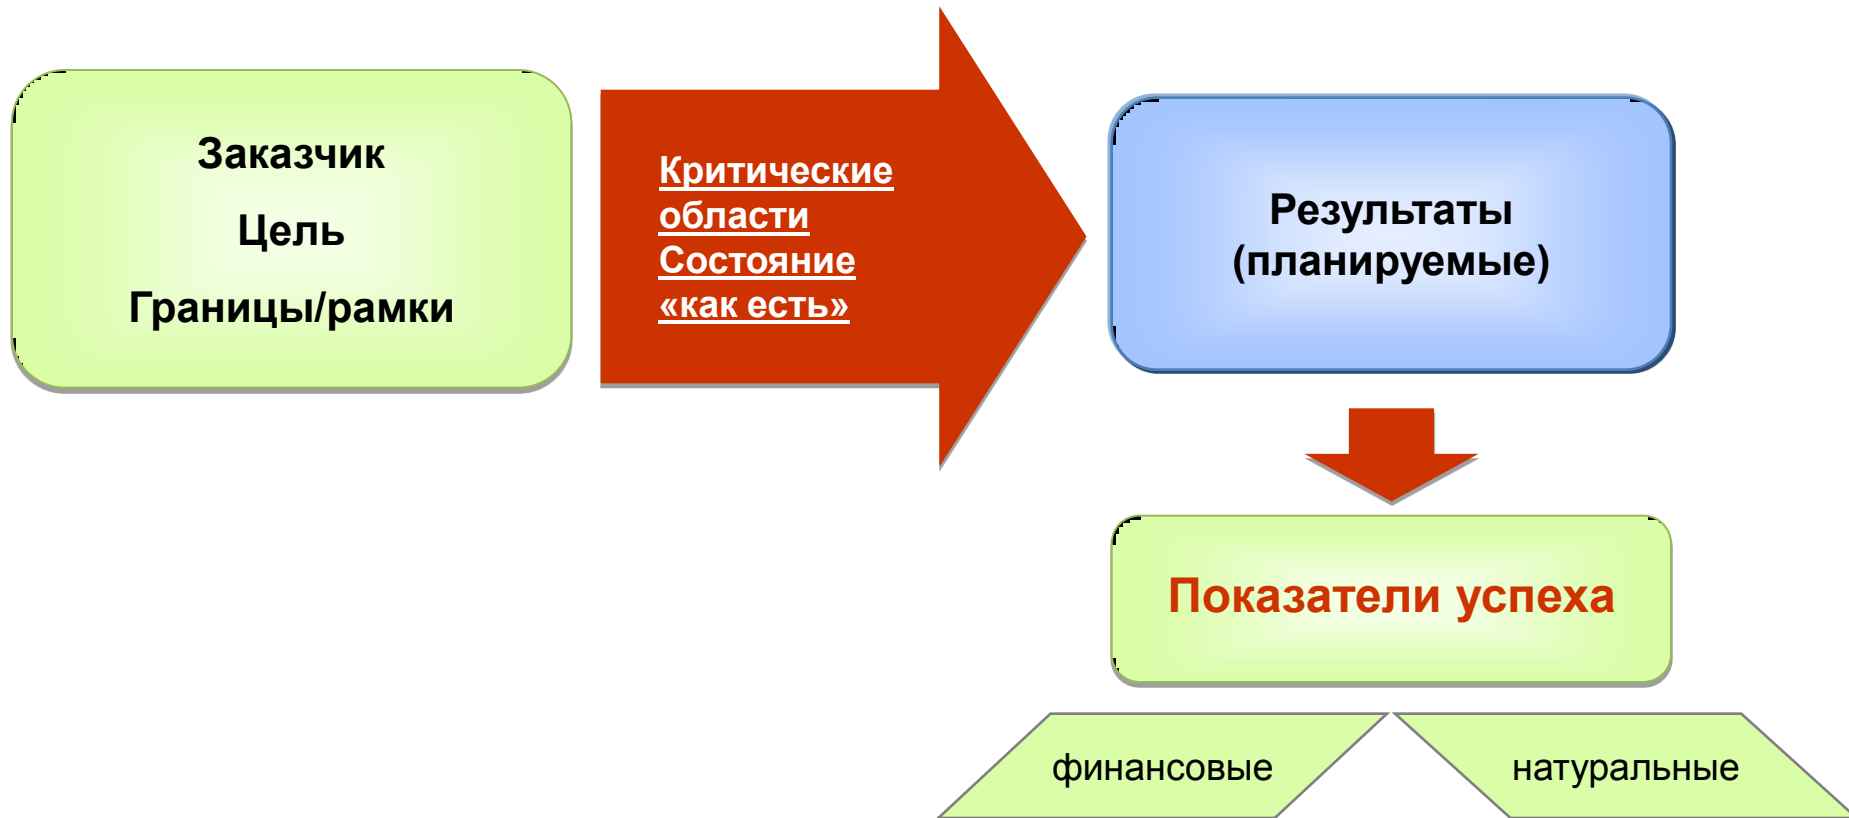 Заказчик
Цель
Границы/рамки
Критические
области
Состояние
«как есть»
Результаты
(планируемые)
Показатели успеха
финансовые
натуральные